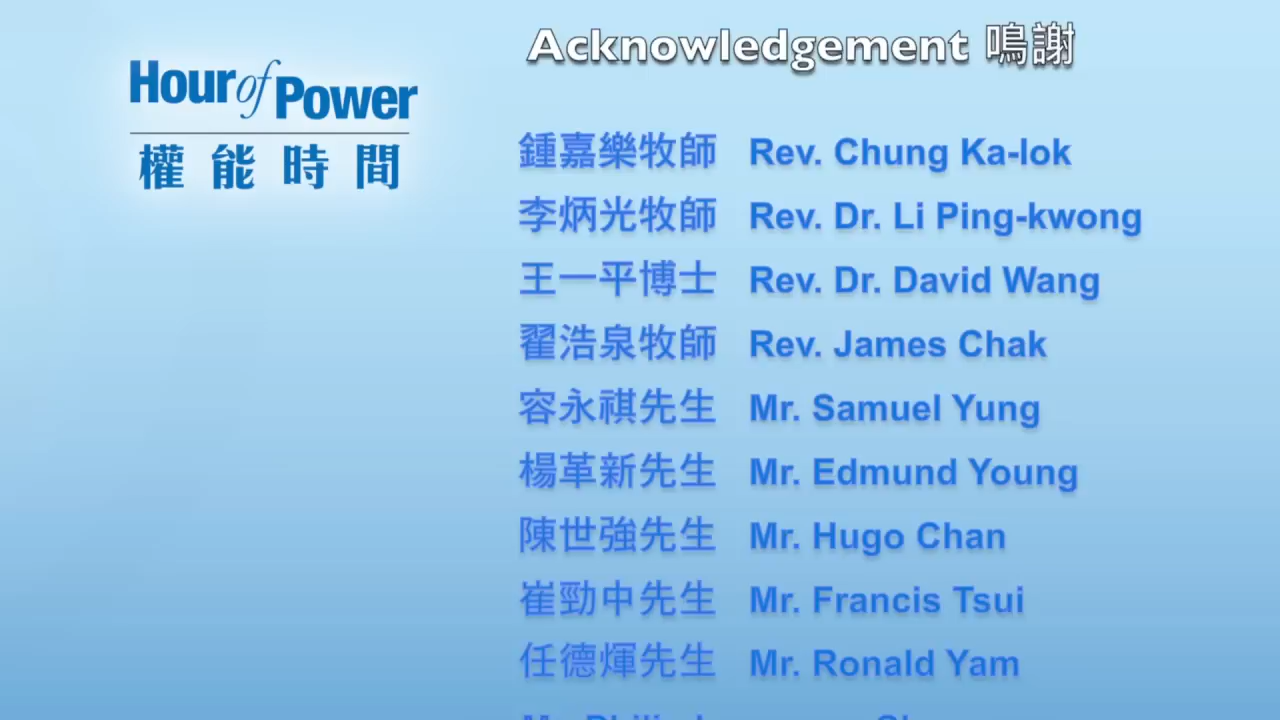 Acknowledgement 鳴謝
Hour of Power
權能時間
鍾嘉樂牧師 Rev. Chung Ka-lok
李炳光牧師 Rev. Dr. Li Ping-kwong
王一平博士 Rev. Dr. David Wang
翟浩泉牧師 Rev. James Chak
容永祺先生 Mr. Samuel Yung
楊革新先生 Mr. Edmund Young
陳世強先生 Mr. Hugo Chan
崔勁中先生 Mr. Francis Tsui
任德煇先生 Mr. Ronald Yam